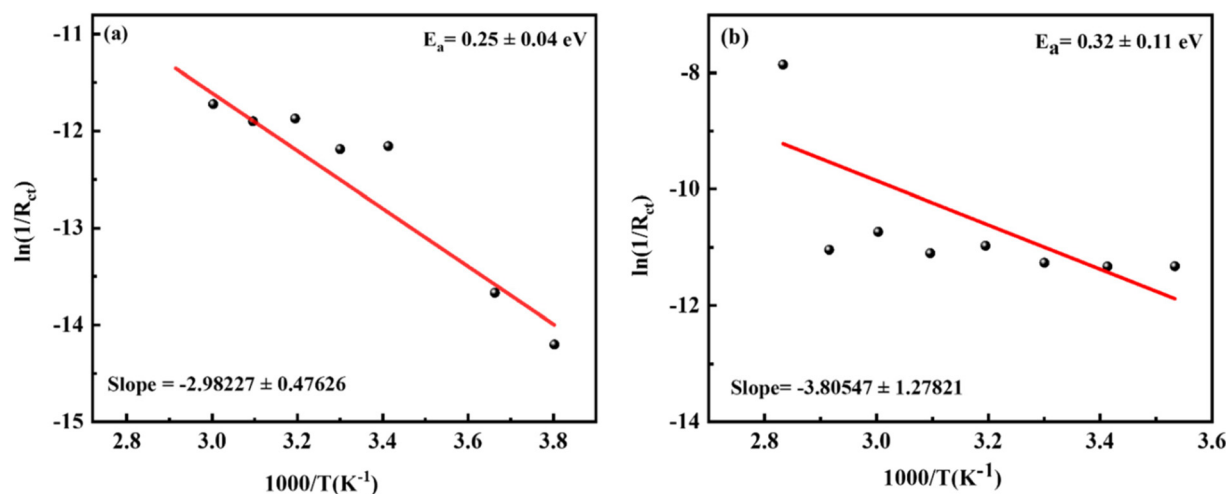 (a)
Eₐ= 0.25 ± 0.04 eV
-11
-12
-13
-14
-15
ln(1/R_ct)
Slope = -2.98227 ± 0.47626
2.8 3.0 3.2 3.4 3.6 3.8
1000/T(K⁻¹)
(b)
Eₐ= 0.32 ± 0.11 eV
-8
-10
-12
-14
ln(1/R_ct)
Slope= -3.80547 ± 1.27821
2.8 3.0 3.2 3.4 3.6
1000/T(K⁻¹)